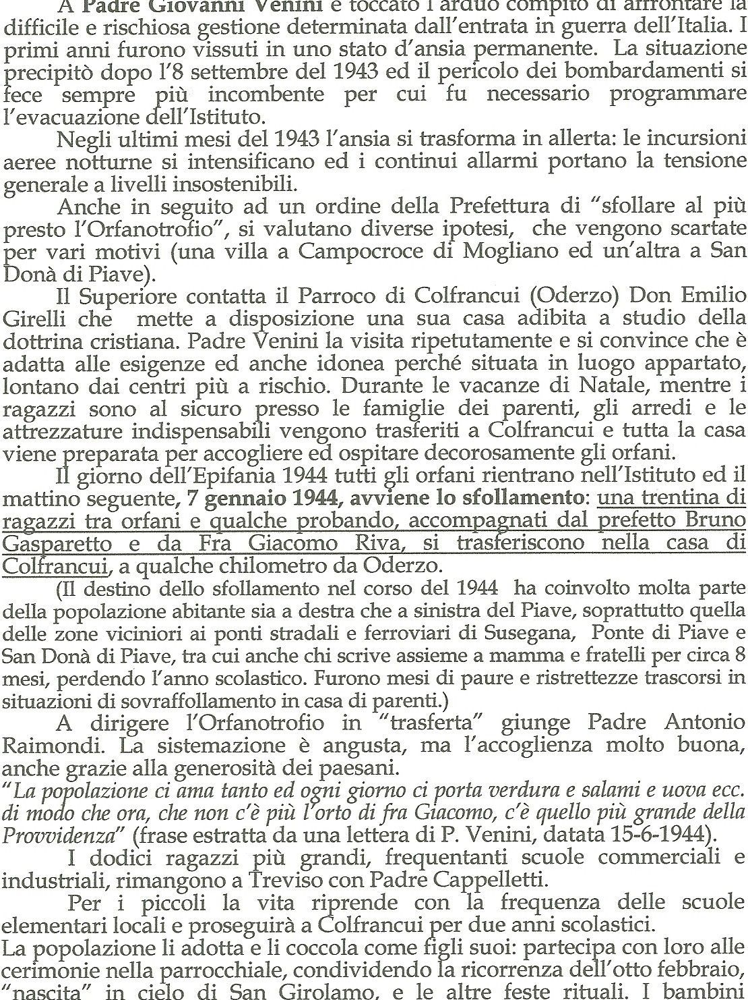 A Padre Giovanni Venini è toccato l'arduo compito di affrontare la
difficile e rischiosa gestione determinata dall'entrata in guerra dell'Italia. I
primi anni furono vissuti in uno stato d'ansia permanente. La situazione
precipitò dopo l'8 settembre del 1943 ed il pericolo dei bombardamenti si
fece sempre più incombente per cui fu necessario programmare
l'evacuazione dell'Istituto.
Negli ultimi mesi del 1943 l'ansia si trasforma in allerta: le incursioni
aeree notturne si intensificano ed i continui allarmi portano la tensione
generale a livelli insostenibili.
Anche in seguito ad un ordine della Prefettura di "sfollare al più
presto l'Orfanotrofio", si valutano diverse ipotesi, che vengono scartate
per vari motivi (una villa a Campocroce di Mogliano ed un'altra a San
Donà di Piave).
Il Superiore contatta il Parroco di Colfrancui (Oderzo) Don Emilio
Girelli che mette a disposizione una sua casa adibita a studio della
dottrina cristiana. Padre Venini la visita ripetutamente e si convince che è
adatta alle esigenze ed anche idonea perché situata in luogo appartato,
lontano dai centri più a rischio. Durante le vacanze di Natale, mentre i
ragazzi sono al sicuro presso le famiglie dei parenti, gli arredi e le
attrezzature indispensabili vengono trasferiti a Colfrancui e tutta la casa
viene preparata per accogliere ed ospitare decorosamente gli orfani.
Il giorno dell'Epifania 1944 tutti gli orfani rientrano nell'Istituto ed il
mattino seguente, 7 gennaio 1944, avviene lo sfollamento: una trentina di
ragazzi tra orfani e qualche probando, accompagnati dal prefetto Bruno
Gasparetto e da Fra Giacomo Riva, si trasferiscono nella casa di
Colfrancui, a qualche chilometro da Oderzo.
(Il destino dello sfollamento nel corso del 1944 ha coinvolto molta parte
della popolazione abitante sia a destra che a sinistra del Piave, soprattutto quella
delle zone viciniori ai ponti stradali e ferroviari di Susegana, Ponte di Piave e
San Donà di Piave, tra cui anche chi scrive assieme a mamma e fratelli per circa 8
mesi, perdendo l'anno scolastico. Furono mesi di paure e ristrettezze trascorsi in
situazioni di sovraffollamento in casa di parenti.)
A dirigere l'Orfanotrofio in "trasferta" giunge Padre Antonio
Raimondi. La sistemazione è angusta, ma l'accoglienza molto buona,
anche grazie alla generosità dei paesani.
"La popolazione ci ama tanto ed ogni giorno ci porta verdura e salami e uova ecc.
di modo che ora, che non c'è più l'orto di fra Giacomo, c'è quello più grande della
Provvidenza" (frase estratta da una lettera di P. Venini, datata 15-6-1944).
I dodici ragazzi più grandi, frequentanti scuole commerciali e
industriali, rimangono a Treviso con Padre Cappelletti.
Per i piccoli la vita riprende con la frequenza delle scuole
elementari locali e proseguirà a Colfrancui per due anni scolastici.
La popolazione li adotta e li coccola come figli suoi: partecipa con loro alle
cerimonie nella parrocchiale, condividendo la ricorrenza dell'otto febbraio,
"nascita" in cielo di San Girolamo, e le altre feste rituali. I bambini